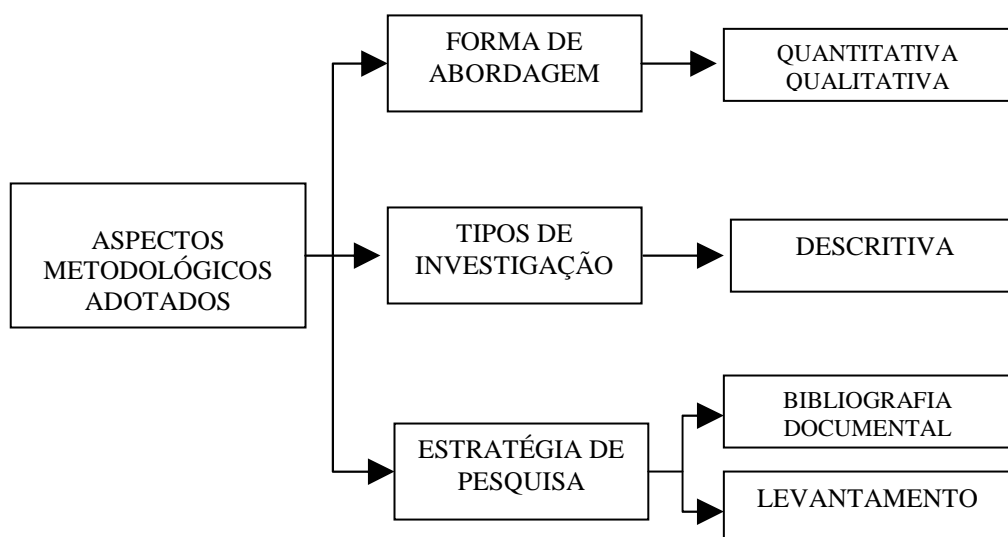 FORMA DE
ABORDAGEM
QUANTITATIVA
QUALITATIVA
ASPECTOS
METODOLÓGICOS
ADOTADOS
TIPOS DE
INVESTIGAÇÃO
DESCRITIVA
ESTRATÉGIA DE
PESQUISA
BIBLIOGRAFIA
DOCUMENTAL
LEVANTAMENTO